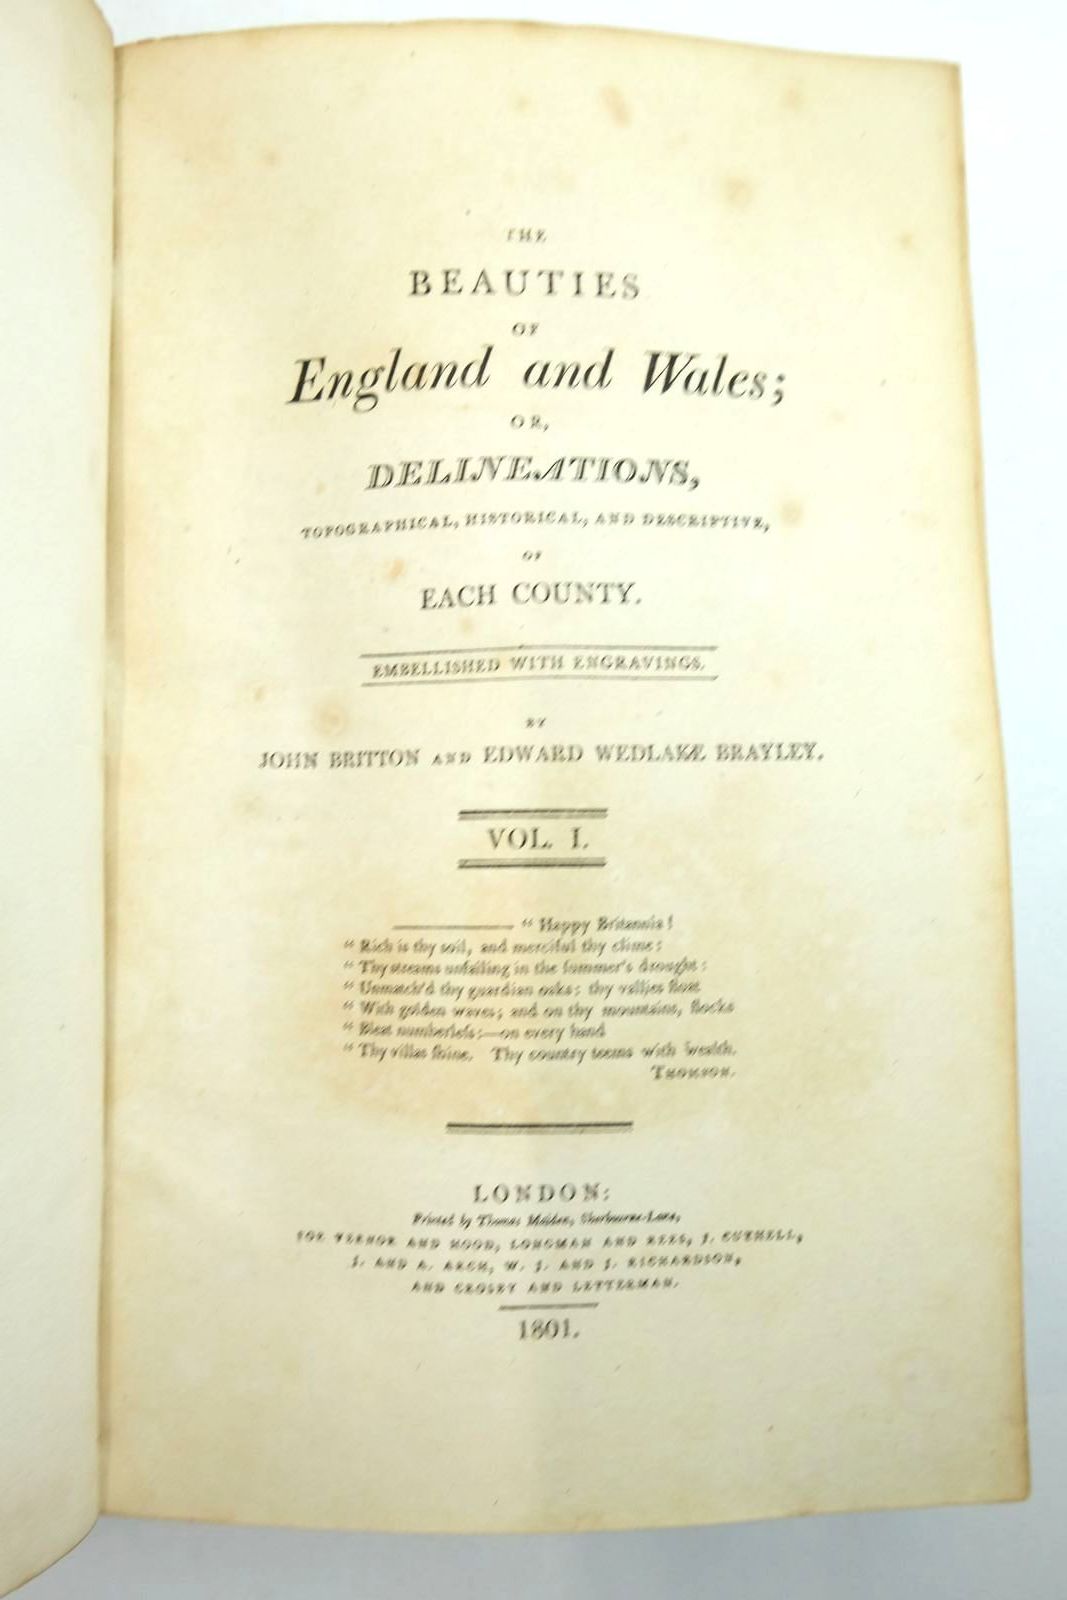 THE
BEAUTIES
OF
England and Wales;
OR,
DELINEATIONS,
TOPOGRAPHICAL, HISTORICAL, AND DESCRIPTIVE,
OF
EACH COUNTY.
EMBELLISHED WITH ENGRAVINGS.
BY
JOHN BRITTON AND EDWARD WEDLAKE BRAYLEY.
VOL. I.
“ Happy Britannia!
“ Rich is thy soil, and merciful thy clime;
“ Thy streams unfailing in the summer's drought:
“ Unmatch'd thy guardian oaks; thy vallies float
“ With golden waves; and on thy mountains, flocks
“ Bleat numberless:—on every hand
“ Thy villas shine. Thy country teems with wealth.
THOMSON.
LONDON:
Printed by Thomas Maiden, Sherbourne-Lane,
FOR VERNOR AND HOOD, LONGMAN AND REES, J. CUTHELL,
J. AND A. ARCH, W. J. AND J. RICHARDSON,
AND CROSBY AND LETTERMAN.
1801.